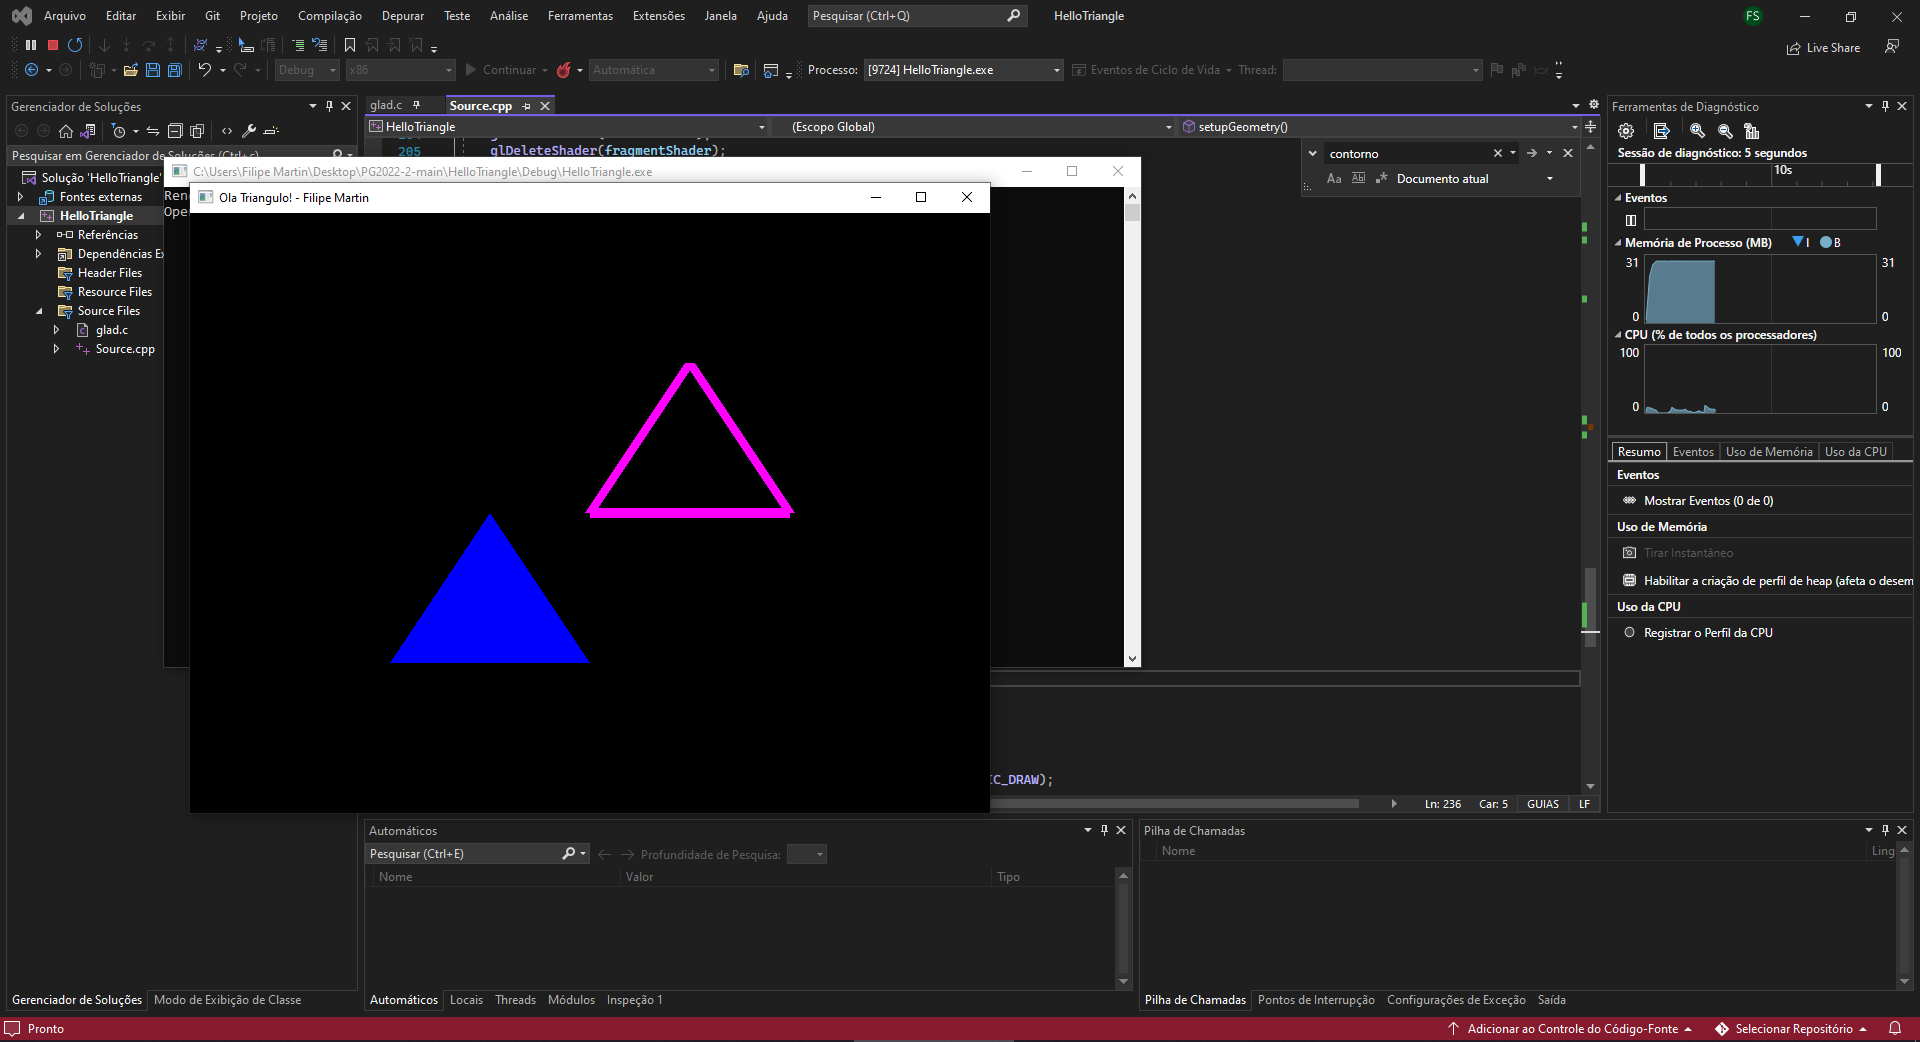 Arquivo Editar Exibir Git Projeto Compilação Depurar Teste Análise Ferramentas Extensões Janela Ajuda Pesquisar (Ctrl+Q) HelloTriangle FS
Live Share
Debug x86 Continuar Automática Processo: [9724] HelloTriangle.exe Eventos de Ciclo de Vida Thread:
Gerenciador de Soluções
Pesquisar em Gerenciador de Soluções (Ctrl+ç)
Solução 'HelloTriangle'
Fontes externas
HelloTriangle
Referências
Dependências E
Header Files
Resource Files
Source Files
glad.c
Source.cpp
glad.c Source.cpp
HelloTriangle (Escopo Global) setupGeometry()
205 glDeleteShader(fragmentShader);
contorno
Aa Ab Documento atual
C:\Users\Filipe Martin\Desktop\PG2022-2-main\HelloTriangle\Debug\HelloTriangle.exe
Ren
Ope
Ola Triangulo! - Filipe Martin
C_DRAW);
Ln: 236 Car: 5 GUIAS LF
Ferramentas de Diagnóstico
Sessão de diagnóstico: 5 segundos
10s
Eventos
Memória de Processo (MB) I B
31 31
0 0
CPU (% de todos os processadores)
100 100
0 0
Resumo Eventos Uso de Memória Uso da CPU
Eventos
Mostrar Eventos (0 de 0)
Uso de Memória
Tirar Instantâneo
Habilitar a criação de perfil de heap (afeta o desem
Uso da CPU
Registrar o Perfil da CPU
Automáticos
Pesquisar (Ctrl+E) Profundidade de Pesquisa:
Nome Valor Tipo
Pilha de Chamadas
Nome Ling
Gerenciador de Soluções Modo de Exibição de Classe
Automáticos Locais Threads Módulos Inspeção 1
Pilha de Chamadas Pontos de Interrupção Configurações de Exceção Saída
Pronto Adicionar ao Controle do Código-Fonte Selecionar Repositório